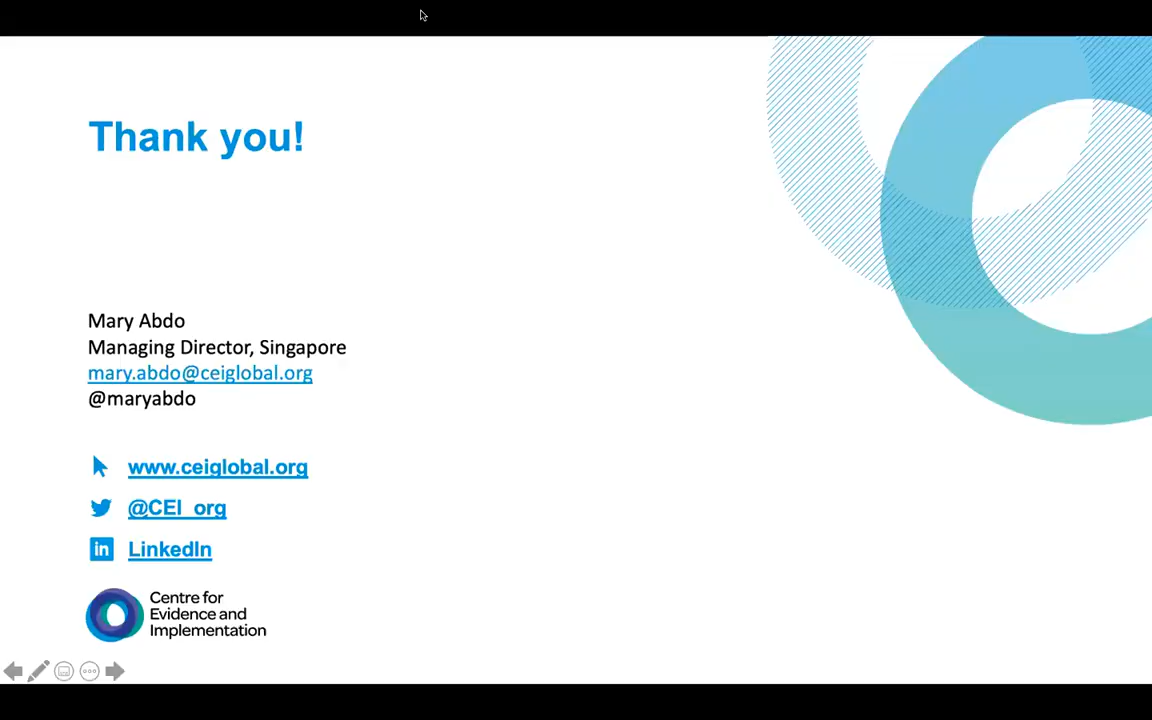 Thank you!
Mary Abdo
Managing Director, Singapore
mary.abdo@ceiglobal.org
@maryabdo
www.ceiglobal.org
@CEI_org
in LinkedIn
Centre for
Evidence and
Implementation